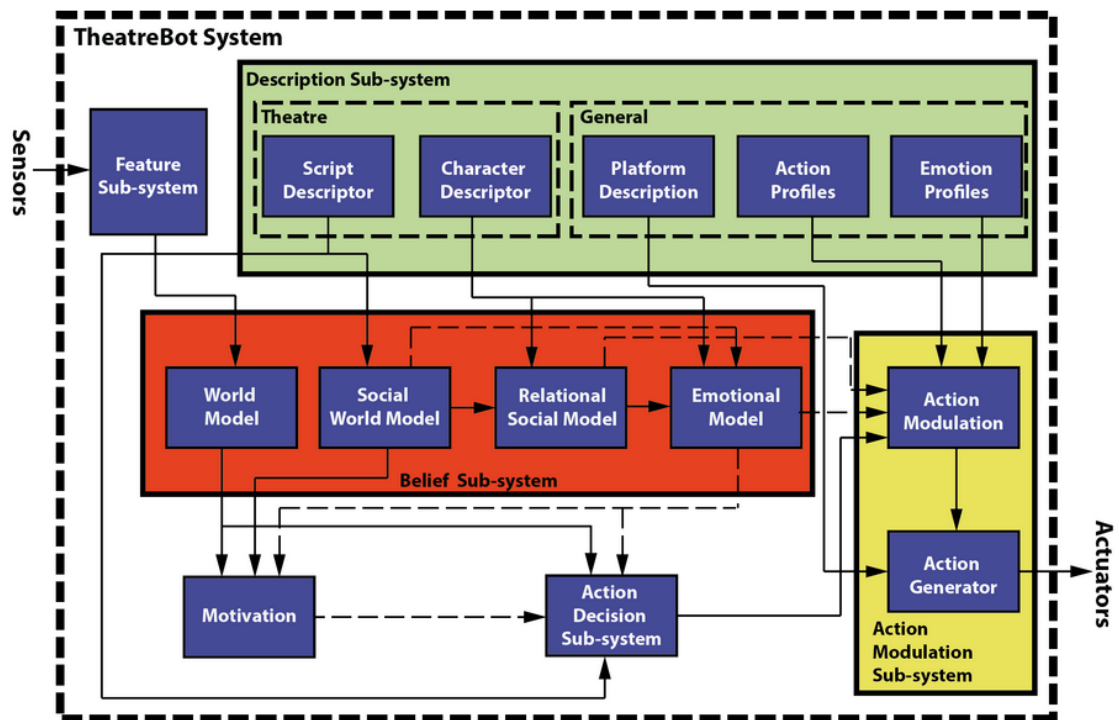 TheatreBot System
Description Sub-system
Theatre
General
Sensors
Feature
Sub-system
Script
Descriptor
Character
Descriptor
Platform
Description
Action
Profiles
Emotion
Profiles
World
Model
Social
World Model
Relational
Social Model
Emotional
Model
Belief Sub-system
Action
Modulation
Motivation
Action
Decision
Sub-system
Action
Generator
Actuators
Action
Modulation
Sub-system